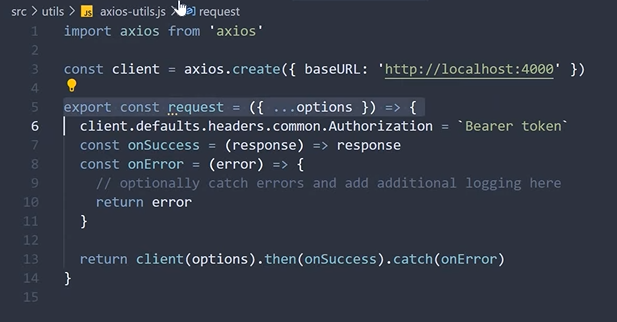 src > utils > JS axios-utils.js > request
1 import axios from 'axios'
2
3 const client = axios.create({ baseURL: 'http://localhost:4000' })
4
5 export const request = ({ ...options }) => {
6 client.defaults.headers.common.Authorization = `Bearer token`
7 const onSuccess = (response) => response
8 const onError = (error) => {
9 // optionally catch errors and add additional logging here
10 return error
11 }
12
13 return client(options).then(onSuccess).catch(onError)
14 }
15